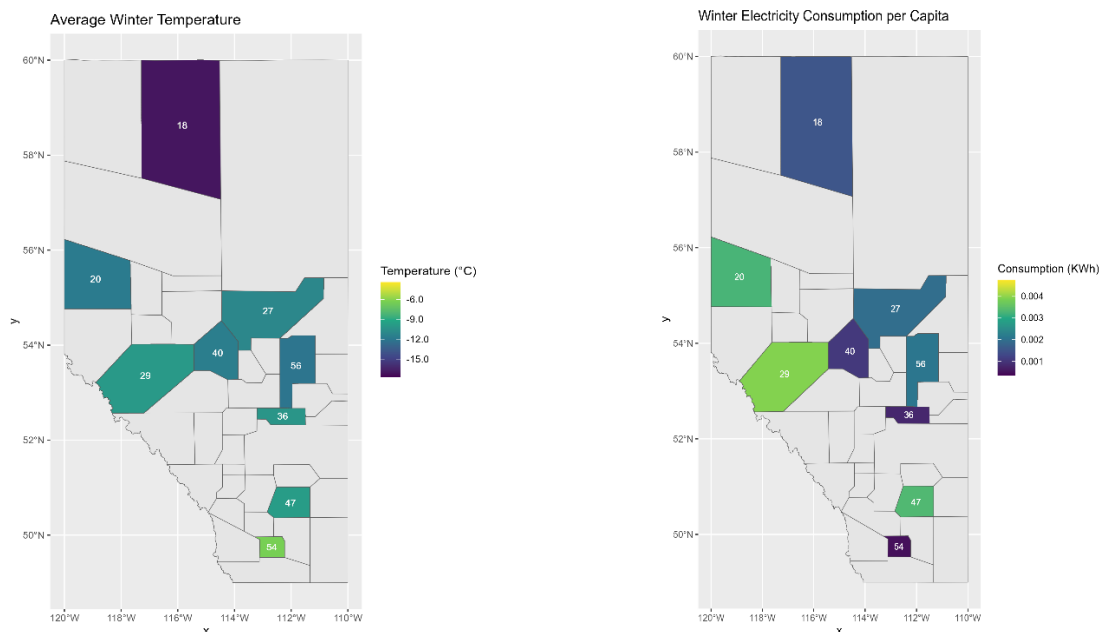 Average Winter Temperature
60°N
58°N
56°N
54°N
52°N
50°N
120°W
118°W
116°W
114°W
112°W
110°W
x
y
18
20
27
40
29
56
36
47
54
Temperature (°C)
-6.0
-9.0
-12.0
-15.0
Winter Electricity Consumption per Capita
60°N
58°N
56°N
54°N
52°N
50°N
120°W
118°W
116°W
114°W
112°W
110°W
x
y
18
20
27
40
29
56
36
47
54
Consumption (KWh)
0.004
0.003
0.002
0.001